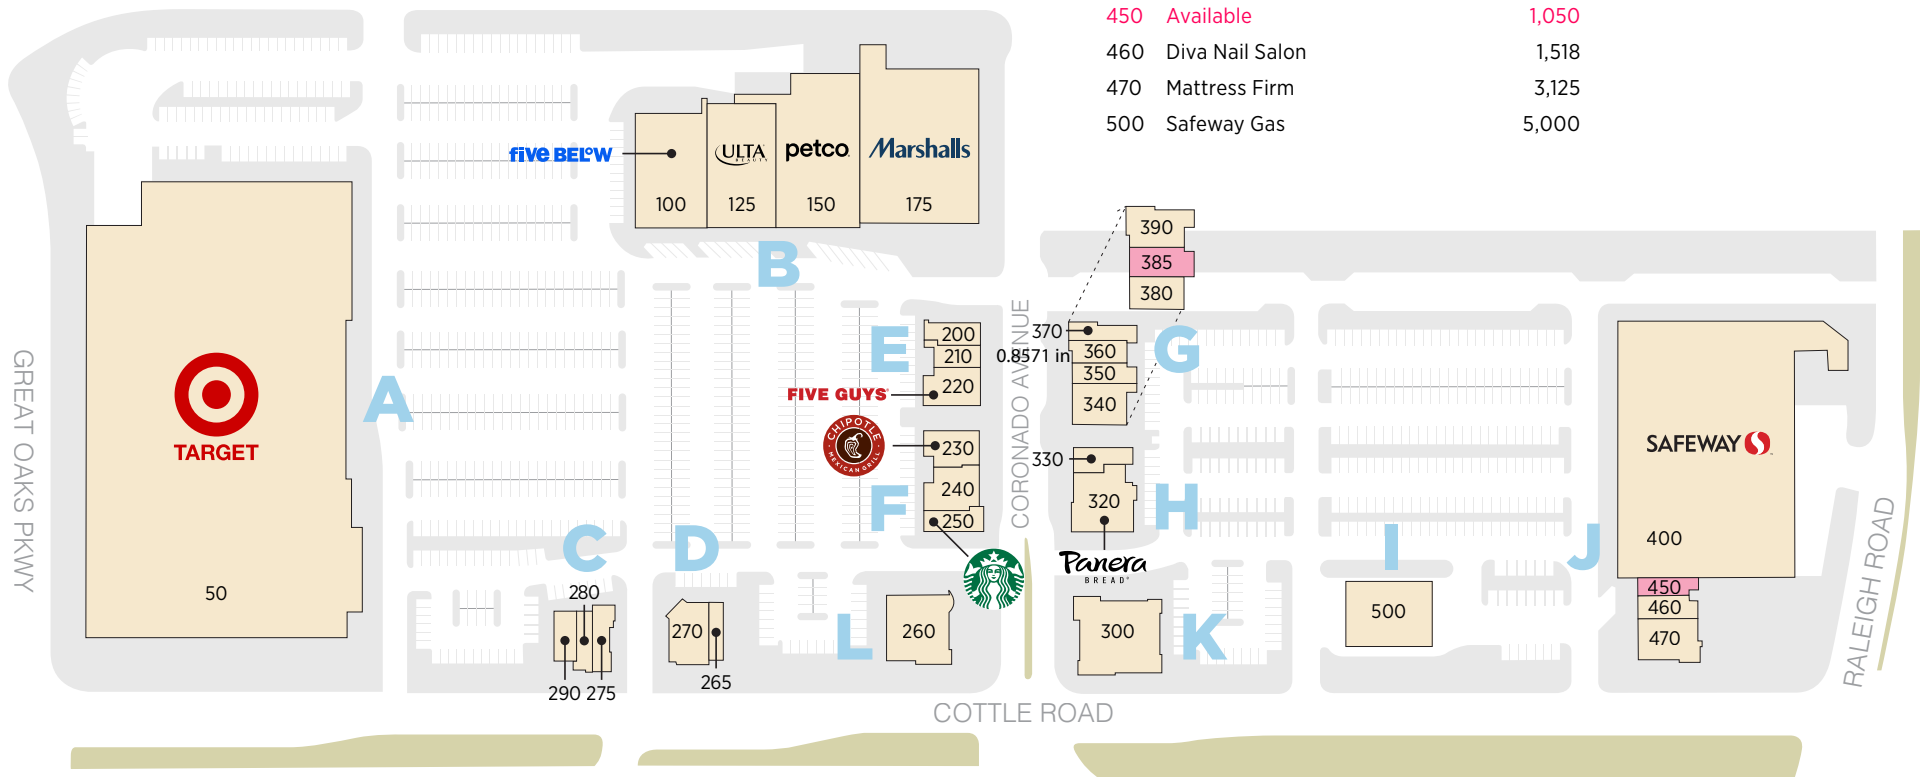 450 Available 1,050
460 Diva Nail Salon 1,518
470 Mattress Firm 3,125
500 Safeway Gas 5,000
five BELOW
ULTA
BEAUTY
petco
Marshalls
100
125
150
175
B
390
385
380
GREAT OAKS PKWY
TARGET
50
A
E
200
210
220
FIVE GUYS
CHIPOTLE
MEXICAN GRILL
230
240
250
F
CORONADO AVENUE
370
0.8571 in
360
350
340
G
330
320
H
Panera
BREAD
SAFEWAY
400
J
450
460
470
RALEIGH ROAD
C
280
290
275
D
270
265
L
260
300
K
I
500
COTTLE ROAD